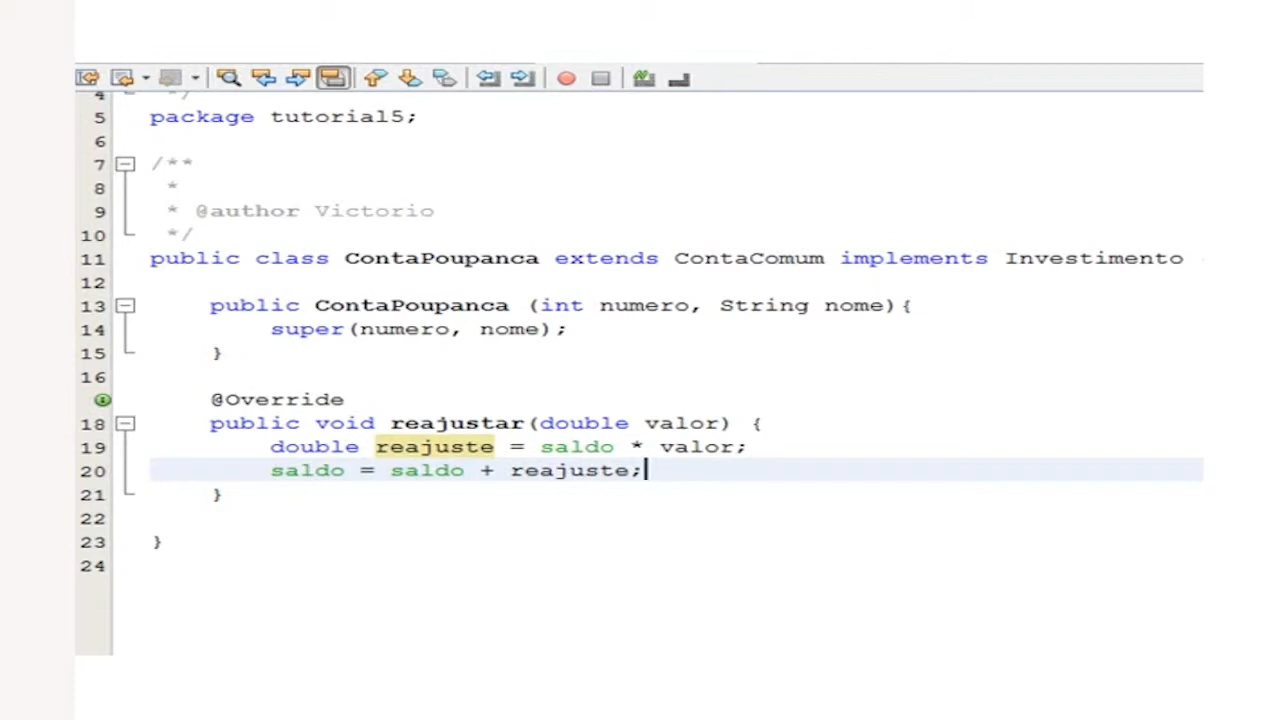 4 */
5 package tutorial5;
6
7 /**
8 *
9 * @author Victorio
10 */
11 public class ContaPoupanca extends ContaComum implements Investimento
12
13 public ContaPoupanca (int numero, String nome){
14 super(numero, nome);
15 }
16
@Override
18 public void reajustar(double valor) {
19 double reajuste = saldo * valor;
20 saldo = saldo + reajuste;
21 }
22
23 }
24